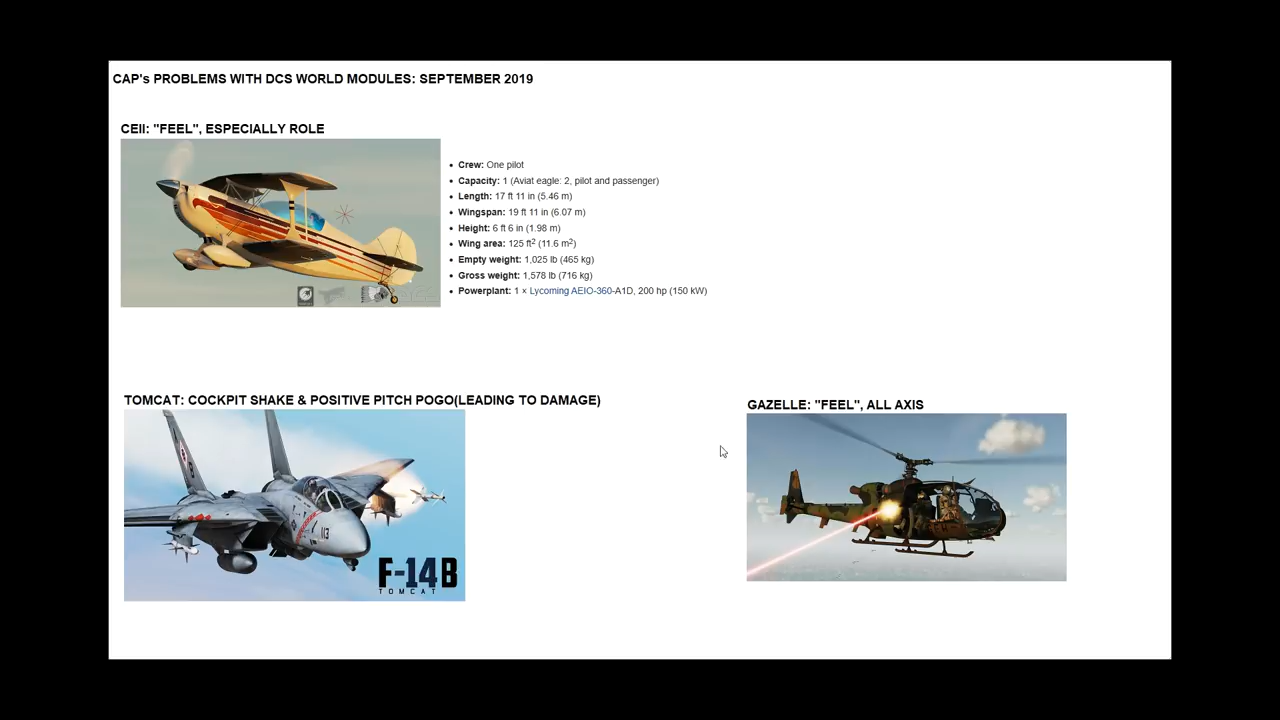 CAP's PROBLEMS WITH DCS WORLD MODULES: SEPTEMBER 2019
CEII: "FEEL", ESPECIALLY ROLE
• Crew: One pilot
• Capacity: 1 (Aviat eagle: 2, pilot and passenger)
• Length: 17 ft 11 in (5.46 m)
• Wingspan: 19 ft 11 in (6.07 m)
• Height: 6 ft 6 in (1.98 m)
• Wing area: 125 ft² (11.6 m²)
• Empty weight: 1,025 lb (465 kg)
• Gross weight: 1,578 lb (716 kg)
• Powerplant: 1 × Lycoming AEIO-360-A1D, 200 hp (150 kW)
TOMCAT: COCKPIT SHAKE & POSITIVE PITCH POGO(LEADING TO DAMAGE)
113
F-14B
TOMCAT
GAZELLE: "FEEL", ALL AXIS